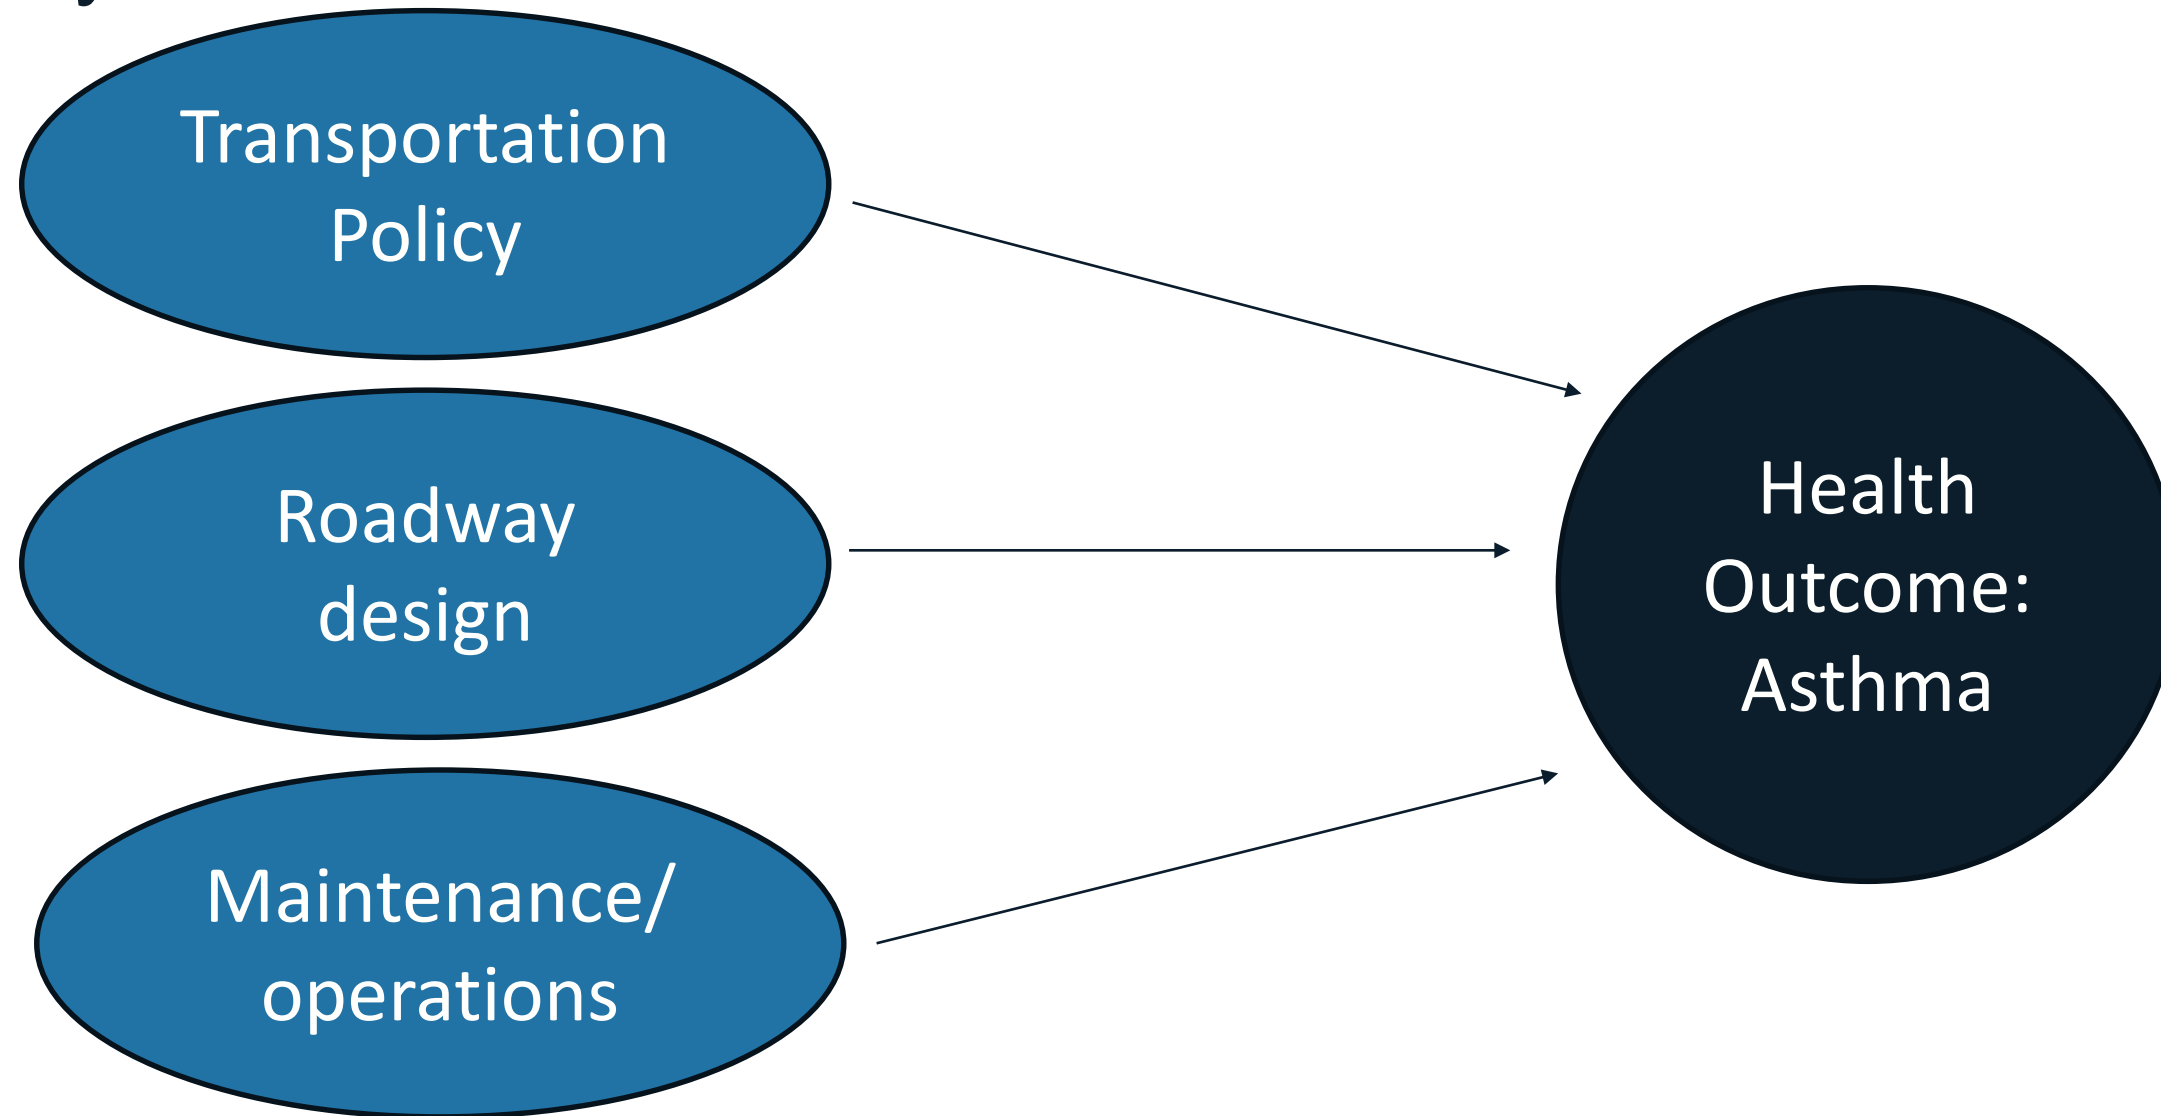 Transportation
Policy
Roadway
design
Maintenance/
operations
Health
Outcome:
Asthma